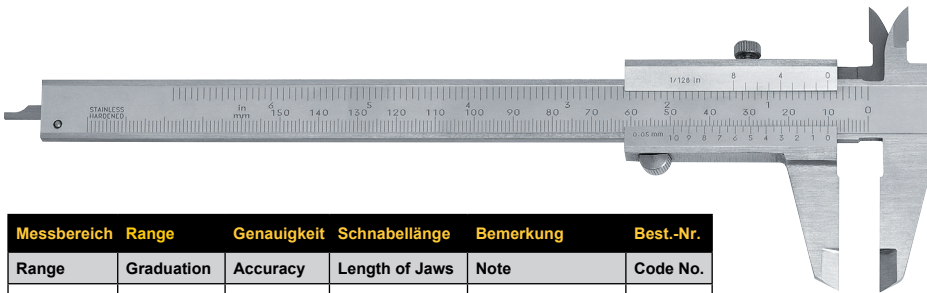 1/128 in 8 4 0
STAINLESS
HARDENED
in 6 5 4 3 2 1
mm 150 140 130 120 110 100 90 80 70 60 50 40 30 20 10 0
0.05 mm 10 9 8 7 6 5 4 3 2 1 0
Messbereich Range Genauigkeit Schnabellänge Bemerkung Best.-Nr.
Range Graduation Accuracy Length of Jaws Note Code No.